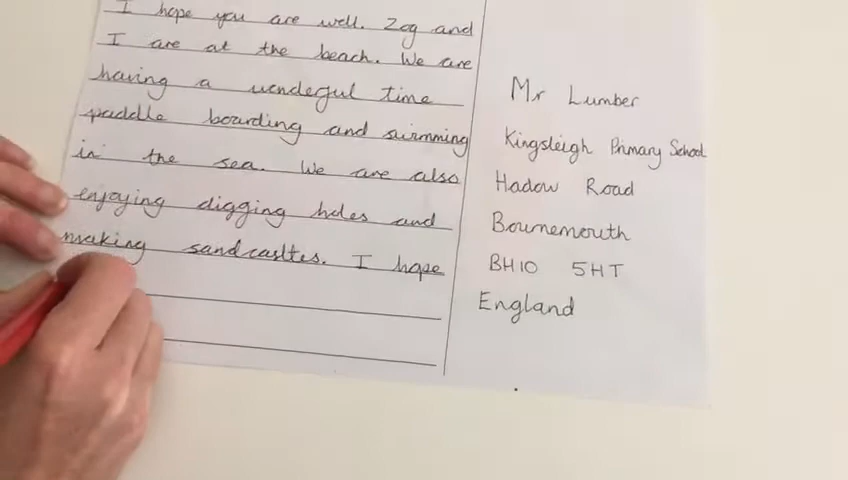 I hope you are well. Zog and
I are at the beach. We are
having a wonderful time
paddle boarding and swimming
in the sea. We are also
enjoying digging holes and
making sandcastles. I hope
Mr Lumber
Kingsleigh Primary School
Hadow Road
Bournemouth
BH10 5HT
England